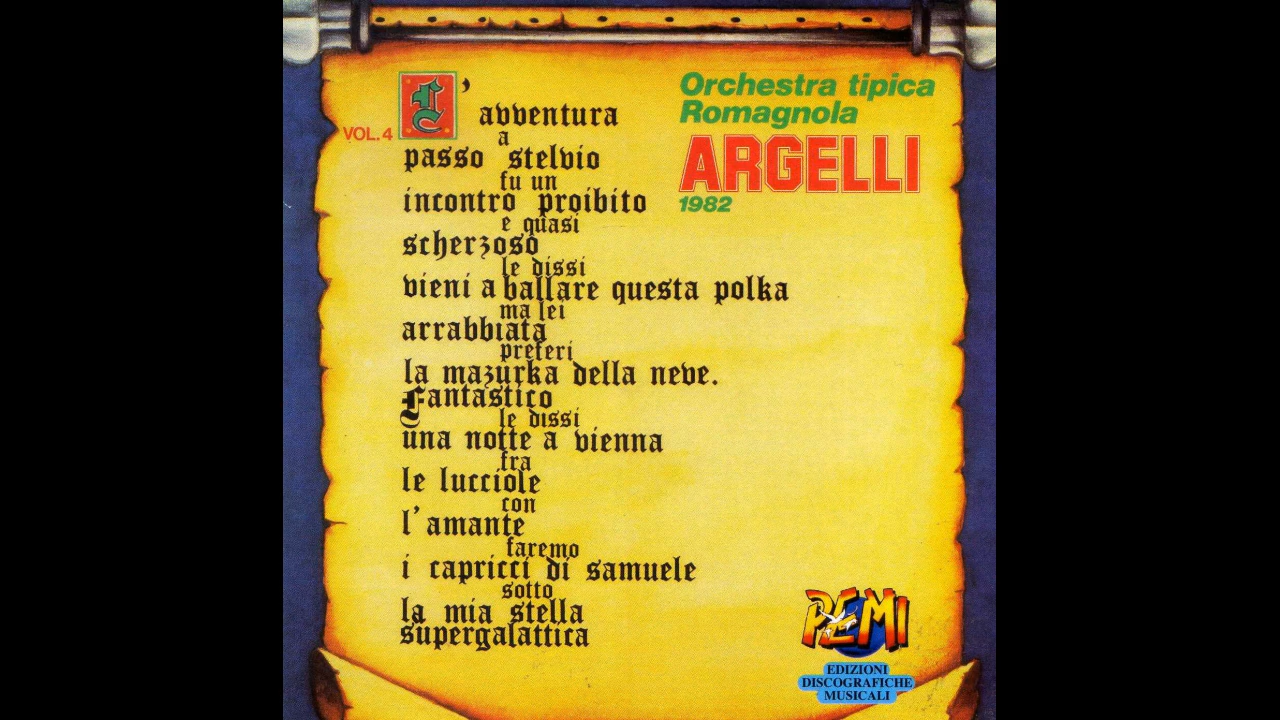 VOL. 4
L'avventura
a
passo stelvio
fu un
incontro proibito
e quasi
scherzoso
le dissi
vieni a ballare questa polka
ma lei
arrabbiata
preferi
la mazurka della neve.
Fantastico
le dissi
una notte a vienna
fra
le lucciole
con
l'amante
faremo
i capricci di samuele
sotto
la mia stella
supergalattica
Orchestra tipica
Romagnola
ARGELLI
1982
PEMI
EDIZIONI
DISCOGRAFICHE
MUSICALI